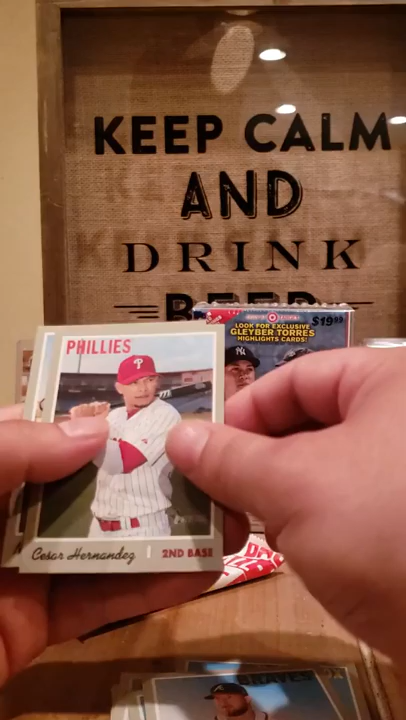 KEEP CALM
AND
DRINK
BEER
$19.99
LOOK FOR EXCLUSIVE
GLEYBER TORRES
HIGHLIGHTS CARDS!
PHILLIES
P
Cesar Hernandez | 2ND BASE
BRAVES